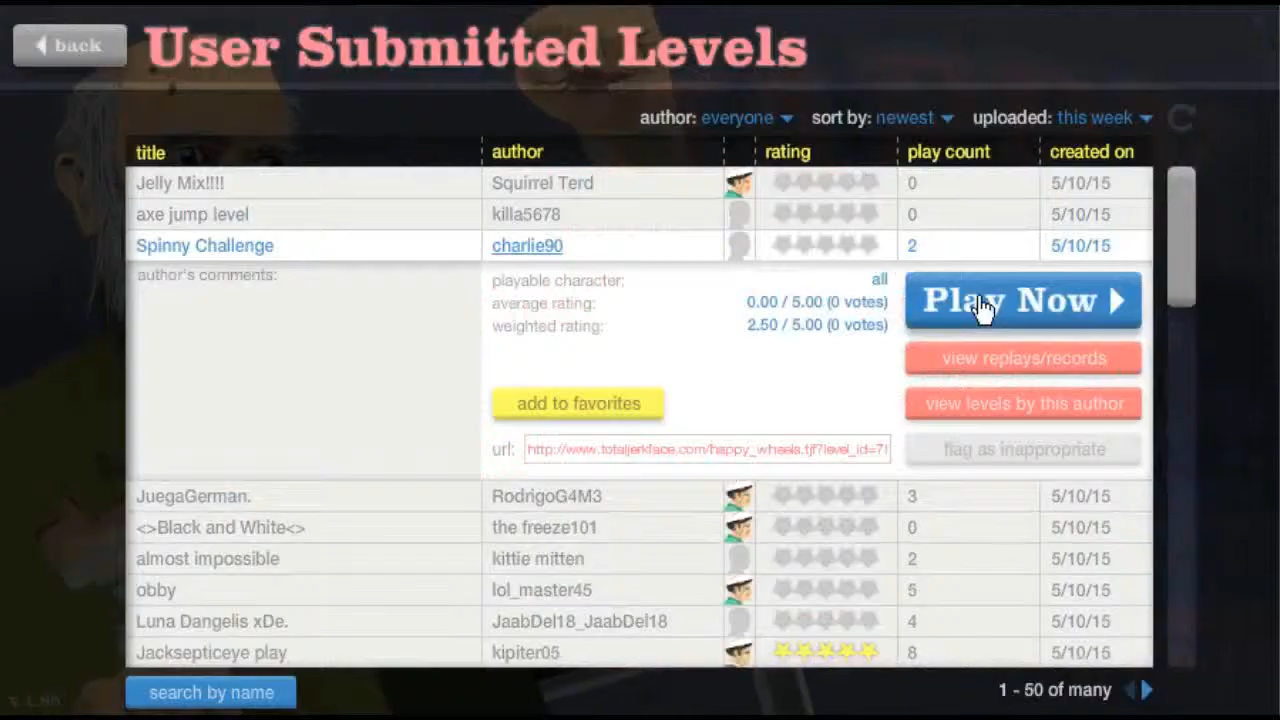 back
User Submitted Levels
author: everyone sort by: newest uploaded: this week
title author rating play count created on
Jelly Mix!!!! Squirrel Terd 0 5/10/15
axe jump level killa5678 0 5/10/15
Spinny Challenge charlie90 2 5/10/15
author's comments:
playable character: all
average rating: 0.00 / 5.00 (0 votes)
weighted rating: 2.50 / 5.00 (0 votes)
Play Now
view replays/records
add to favorites
view levels by this author
url: http://www.totaljerkface.com/happy_wheels.tjf?level_id=7!
flag as inappropriate
JuegaGerman. RodrigoG4M3 3 5/10/15
<>Black and White<> the freeze101 0 5/10/15
almost impossible kittie mitten 2 5/10/15
obby lol_master45 5 5/10/15
Luna Dangelis xDe. JaabDel18_JaabDel18 4 5/10/15
Jacksepticeye play kipiter05 8 5/10/15
search by name
1 - 50 of many